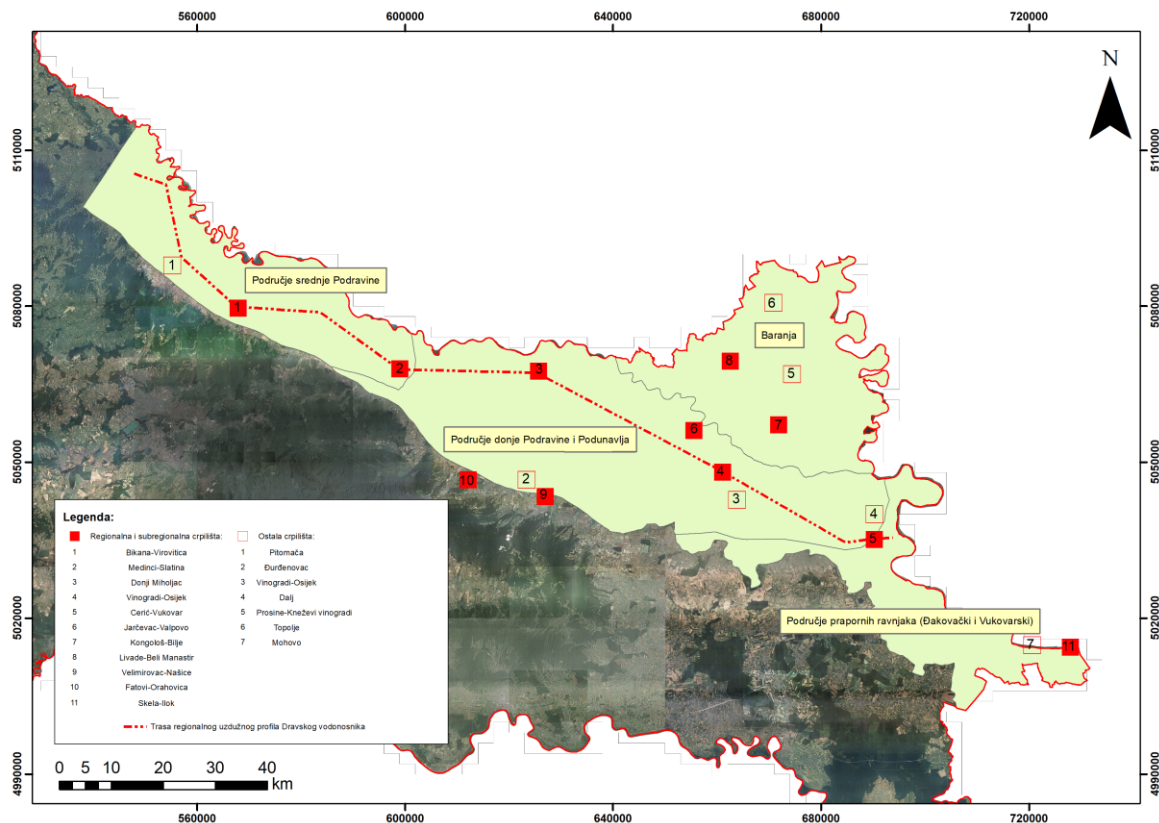 560000 600000 640000 680000 720000
N
5110000 5110000
5080000 5080000
5050000 5050000
5020000 5020000
4990000 4990000
1
Područje srednje Podravine
1
2
3
6
Baranja
8
5
6
7
Područje donje Podravine i Podunavlja
4
10
2
9
3
4
5
Područje prapornih ravnjaka (Đakovački i Vukovarski)
7
11
Legenda:
Regionalna i subregionalna crpilišta: Ostala crpilišta:
1 Bikana-Virovitica 1 Pitomača
2 Medinci-Slatina 2 Đurđenovac
3 Donji Miholjac 3 Vinogradi-Osijek
4 Vinogradi-Osijek 4 Dalj
5 Cerić-Vukovar 5 Prosine-Kneževi vinogradi
6 Jarčevac-Valpovo 6 Topolje
7 Kongološ-Bilje 7 Mohovo
8 Livade-Beli Manastir
9 Velimirovac-Našice
10 Fatovi-Orahovica
11 Skela-Ilok
Trasa regionalnog uzdužnog profila Dravskog vodonosnika
0 5 10 20 30 40
km
560000 600000 640000 680000 720000